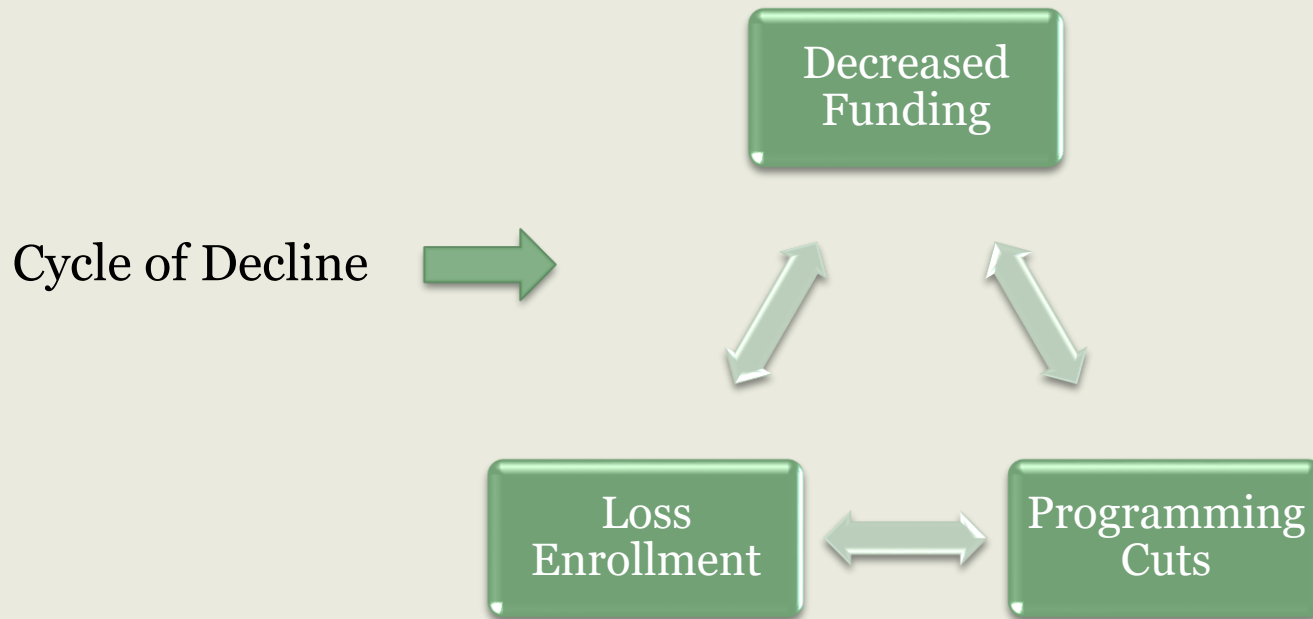 Decreased
Funding
Cycle of Decline
Loss
Enrollment
Programming
Cuts